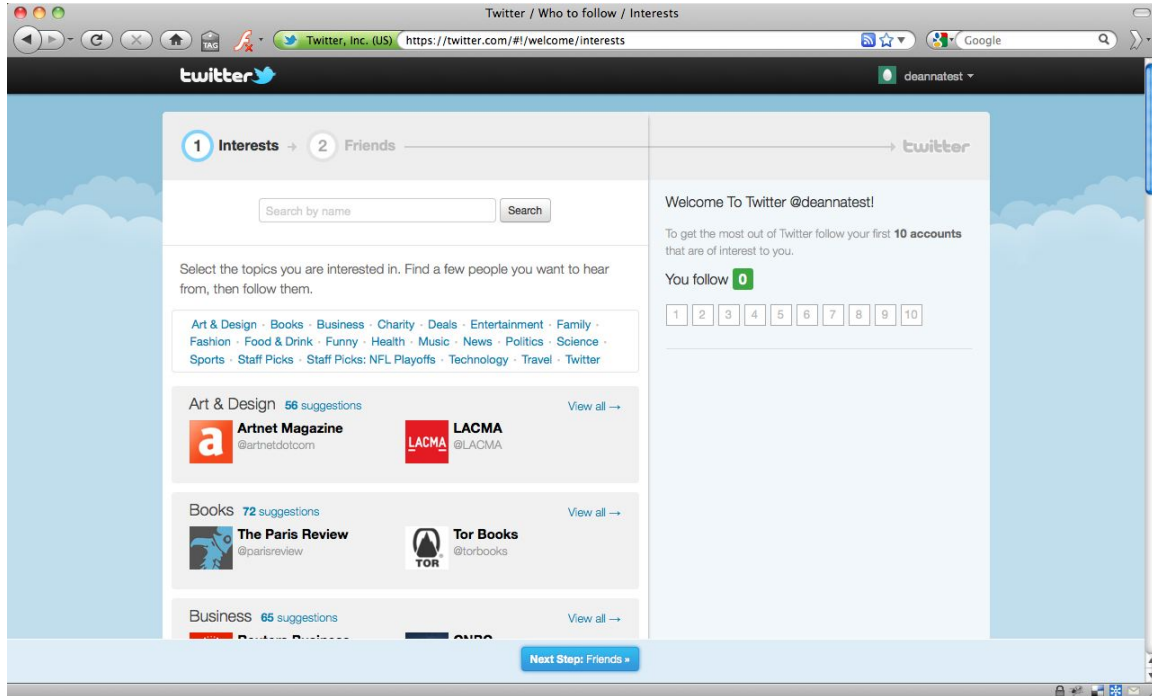 Twitter / Who to follow / Interests
TAG
Twitter, Inc. (US) https://twitter.com/#!/welcome/interests
Google
twitter
deannatest
1 Interests → 2 Friends → twitter
Search by name
Search
Select the topics you are interested in. Find a few people you want to hear
from, then follow them.
Art & Design · Books · Business · Charity · Deals · Entertainment · Family ·
Fashion · Food & Drink · Funny · Health · Music · News · Politics · Science ·
Sports · Staff Picks · Staff Picks: NFL Playoffs · Technology · Travel · Twitter
Art & Design 56 suggestions
View all →
a
Artnet Magazine
@artnetdotcom
LACMA
LACMA
@LACMA
Books 72 suggestions
View all →
The Paris Review
@parisreview
TOR
Tor Books
@torbooks
Business 65 suggestions
View all →
Reuters Business
CNBC
Welcome To Twitter @deannatest!
To get the most out of Twitter follow your first 10 accounts
that are of interest to you.
You follow 0
1 2 3 4 5 6 7 8 9 10
Next Step: Friends »